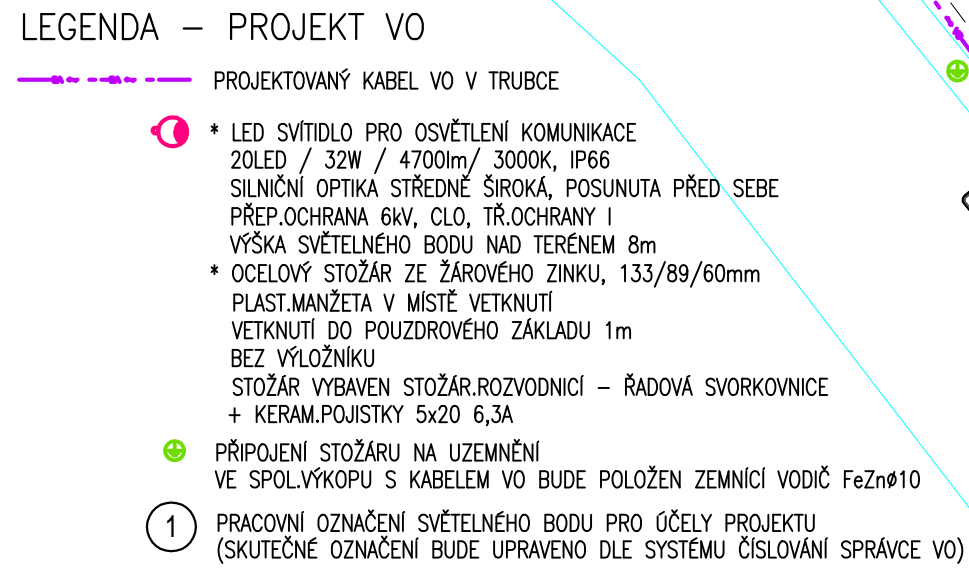 LEGENDA – PROJEKT VO
PROJEKTOVANÝ KABEL VO V TRUBCE
* LED SVÍTIDLO PRO OSVĚTLENÍ KOMUNIKACE
20LED / 32W / 4700lm/ 3000K, IP66
SILNIČNÍ OPTIKA STŘEDNĚ ŠIROKÁ, POSUNUTA PŘED SEBE
PŘEP.OCHRANA 6kV, CLO, TŘ.OCHRANY I
VÝŠKA SVĚTELNÉHO BODU NAD TERÉNEM 8m
* OCELOVÝ STOŽÁR ZE ŽÁROVÉHO ZINKU, 133/89/60mm
PLAST.MANŽETA V MÍSTĚ VETKNUTÍ
VETKNUTÍ DO POUZDROVÉHO ZÁKLADU 1m
BEZ VÝLOŽNÍKU
STOŽÁR VYBAVEN STOŽÁR.ROZVODNICÍ – ŘADOVÁ SVORKOVNICE
+ KERAM.POJISTKY 5x20 6,3A
PŘIPOJENÍ STOŽÁRU NA UZEMNĚNÍ
VE SPOL.VÝKOPU S KABELEM VO BUDE POLOŽEN ZEMNÍCÍ VODIČ FeZnø10
1 PRACOVNÍ OZNAČENÍ SVĚTELNÉHO BODU PRO ÚČELY PROJEKTU
(SKUTEČNÉ OZNAČENÍ BUDE UPRAVENO DLE SYSTÉMU ČÍSLOVÁNÍ SPRÁVCE VO)